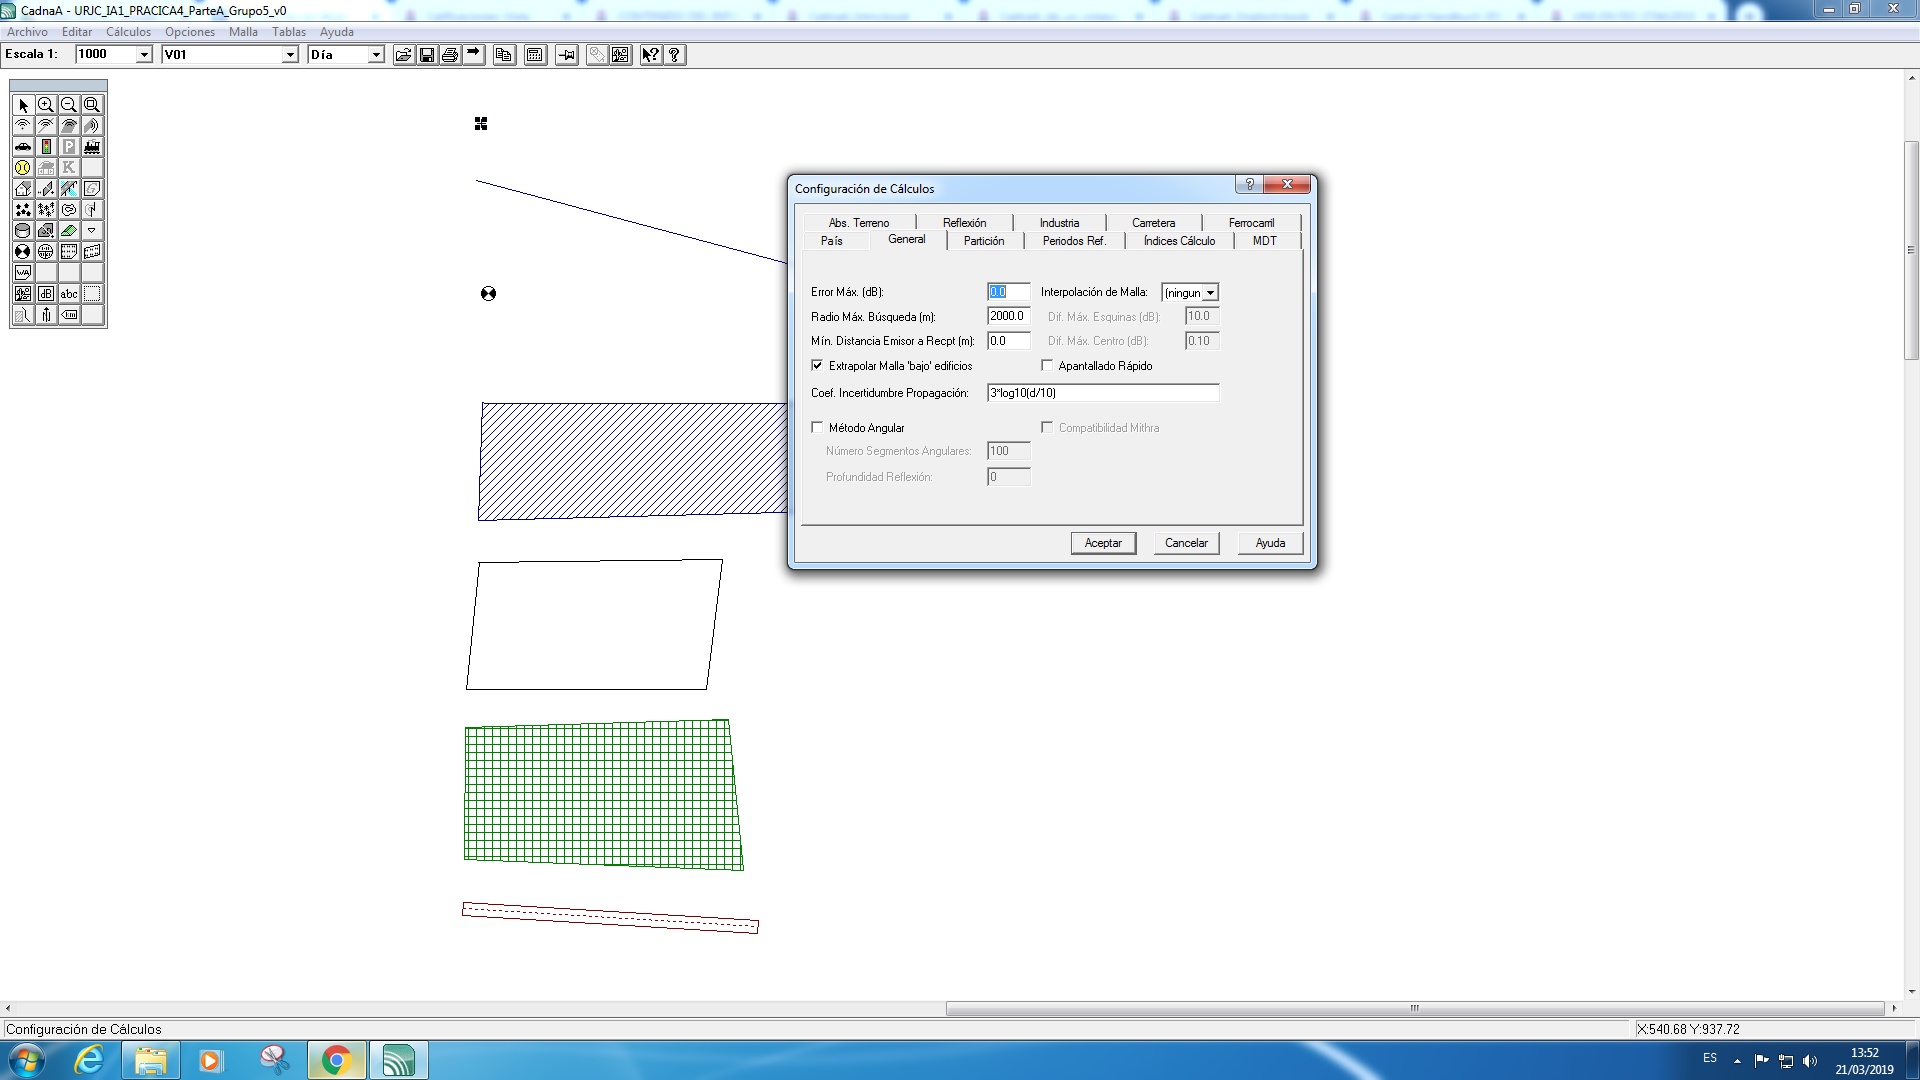 CadnaA - URJC_IA1_PRACICA4_ParteA_Grupo5_v0
Archivo Editar Cálculos Opciones Malla Tablas Ayuda
Escala 1: 1000 V01 Día
Configuración de Cálculos
Abs. Terreno Reflexión Industria Carretera Ferrocarril
País General Partición Periodos Ref. Índices Cálculo MDT
Error Máx. (dB): 0.0 Interpolación de Malla: (ningun
Radio Máx. Búsqueda (m): 2000.0 Dif. Máx. Esquinas (dB): 10.0
Mín. Distancia Emisor a Recpt (m): 0.0 Dif. Máx. Centro (dB): 0.10
Extrapolar Malla 'bajo' edificios Apantallado Rápido
Coef. Incertidumbre Propagación: 3*log10(d/10)
Método Angular Compatibilidad Mithra
Número Segmentos Angulares: 100
Profundidad Reflexión: 0
Aceptar Cancelar Ayuda
P
K
G
VA
dB abc
Configuración de Cálculos X:540.68 Y:937.72
ES 13:52
21/03/2019